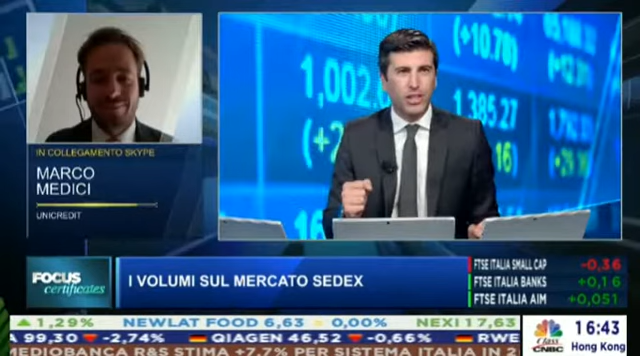 IN COLLEGAMENTO SKYPE
MARCO
MEDICI
UNICREDIT
1,002.0
(+10.70)
1,385.27
16
FOCUS
certificates
I VOLUMI SUL MERCATO SEDEX
FTSE ITALIA SMALL CAP -0,36
FTSE ITALIA BANKS +0,16
FTSE ITALIA AIM +0,051
1,29% NEWLAT FOOD 6,63 0,00% NEXI 17,63
A 99,30 -2,74% QIAGEN 46,52 -0,66% RWE
MEDIOBANCA R&S STIMA +7,7% PER SISTEMA ITALIA IN 2
Class
CNBC
16:43
Hong Kong